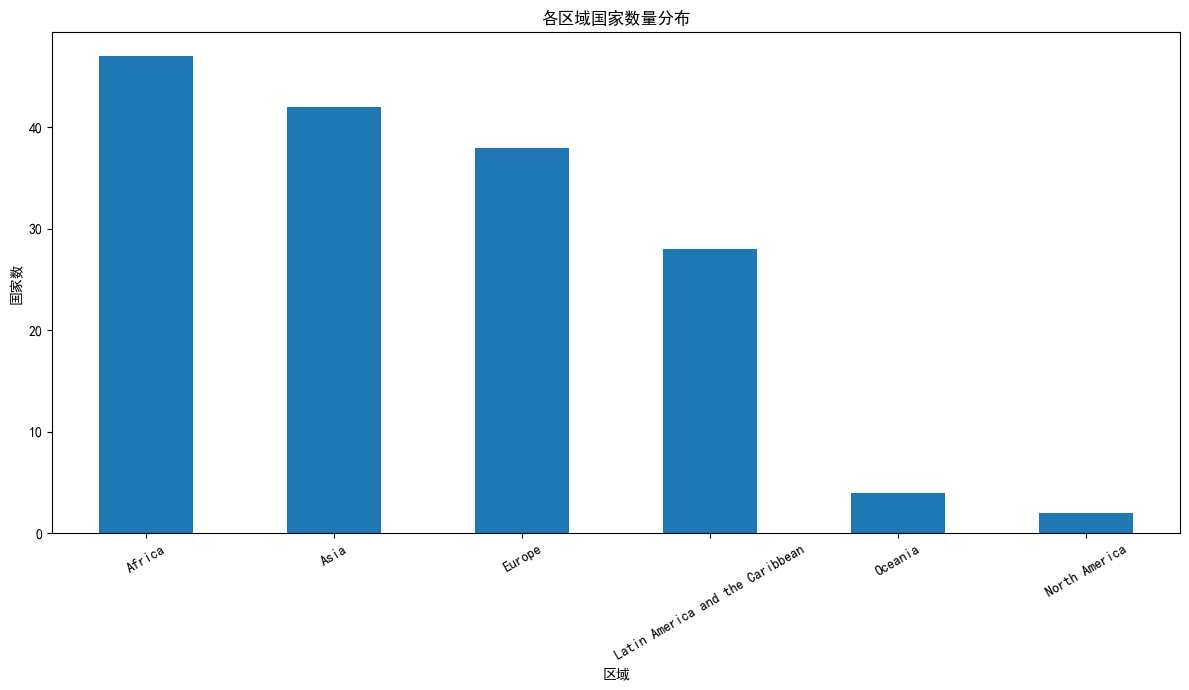 各区域国家数量分布
国家数
40
30
20
10
0
Africa
Asia
Europe
Latin America and the Caribbean
Oceania
North America
区域